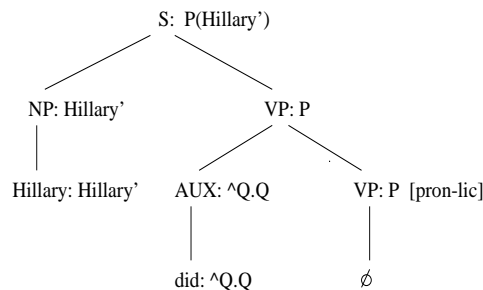 S: P(Hillary')
NP: Hillary' VP: P
Hillary: Hillary' AUX: ^Q.Q VP: P [pron-lic]
did: ^Q.Q ∅